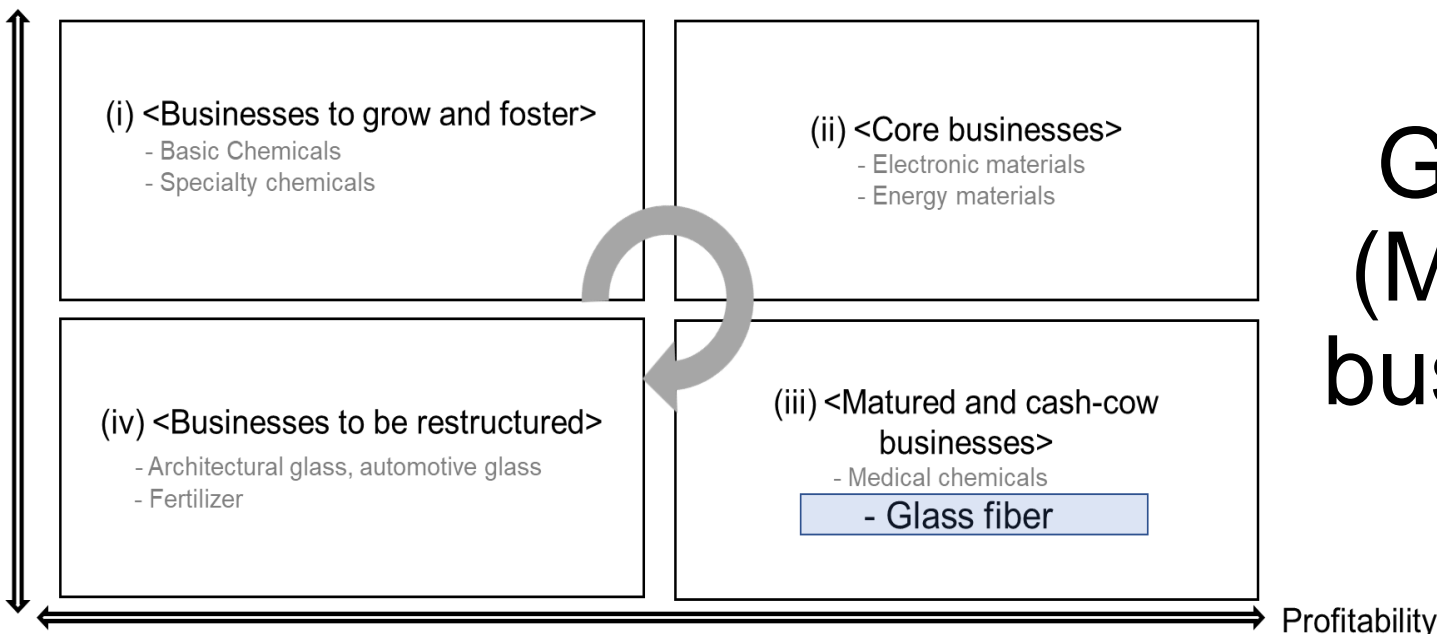 (i) <Businesses to grow and foster>
- Basic Chemicals
- Specialty chemicals
(ii) <Core businesses>
- Electronic materials
- Energy materials
(iv) <Businesses to be restructured>
- Architectural glass, automotive glass
- Fertilizer
(iii) <Matured and cash-cow
businesses>
- Medical chemicals
- Glass fiber
Profitability